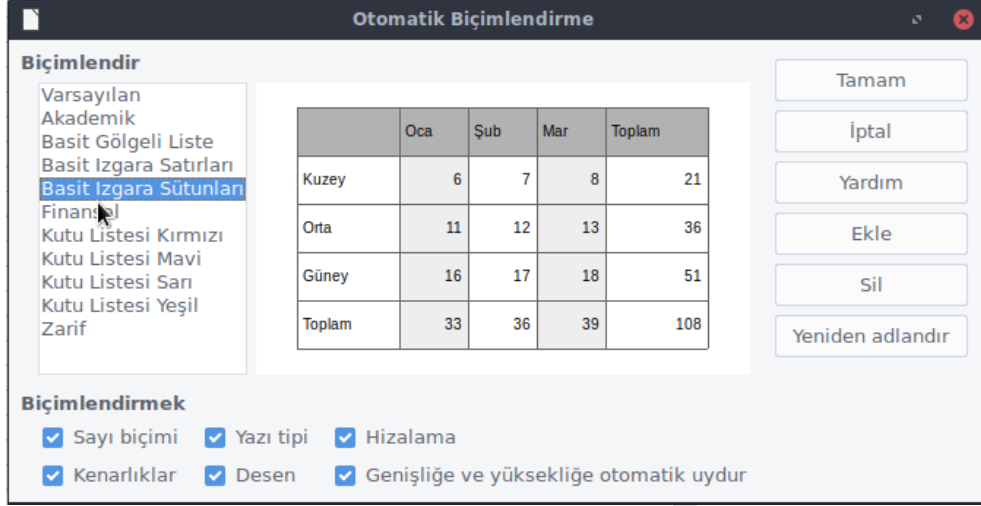 Otomatik Biçimlendirme
Biçimlendir
Varsayılan
Akademik
Basit Gölgeli Liste
Basit Izgara Satırları
Basit Izgara Sütunları
Finansel
Kutu Listesi Kırmızı
Kutu Listesi Mavi
Kutu Listesi Sarı
Kutu Listesi Yeşil
Zarif
Oca Şub Mar Toplam
Kuzey 6 7 8 21
Orta 11 12 13 36
Güney 16 17 18 51
Toplam 33 36 39 108
Tamam
İptal
Yardım
Ekle
Sil
Yeniden adlandır
Biçimlendirmek
Sayı biçimi Yazı tipi Hizalama
Kenarlıklar Desen Genişliğe ve yüksekliğe otomatik uydur